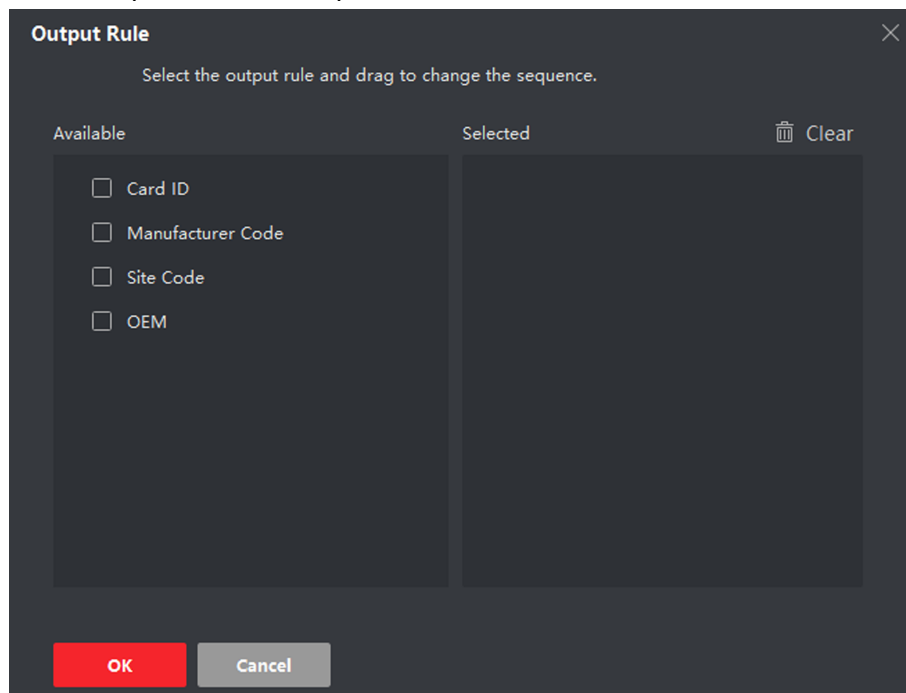 Output Rule
Select the output rule and drag to change the sequence.
Available
Selected
Clear
Card ID
Manufacturer Code
Site Code
OEM
OK
Cancel